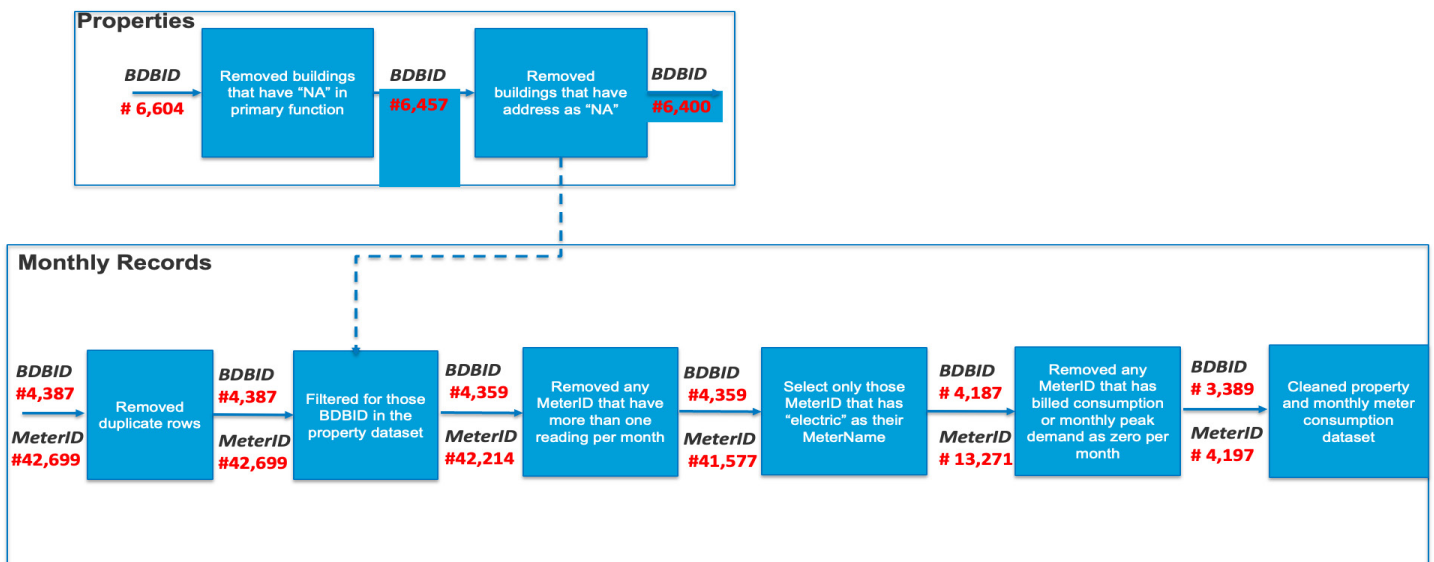 Properties
BDBID
# 6,604
Removed buildings
that have “NA” in
primary function
BDBID
#6,457
Removed
buildings that have
address as “NA”
BDBID
#6,400
Monthly Records
BDBID
#4,387
MeterID
#42,699
Removed
duplicate rows
BDBID
#4,387
MeterID
#42,699
Filtered for those
BDBID in the
property dataset
BDBID
#4,359
MeterID
#42,214
Removed any
MeterID that have
more than one
reading per month
BDBID
#4,359
MeterID
#41,577
Select only those
MeterID that has
“electric” as their
MeterName
BDBID
# 4,187
MeterID
# 13,271
Removed any
MeterID that has
billed consumption
or monthly peak
demand as zero per
month
BDBID
# 3,389
MeterID
# 4,197
Cleaned property
and monthly meter
consumption
dataset